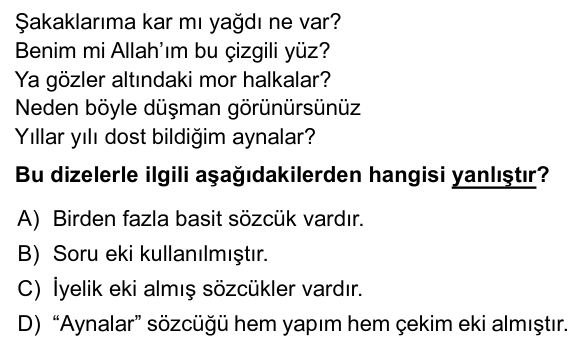 Şakaklarıma kar mı yağdı ne var?
Benim mi Allah’ım bu çizgili yüz?
Ya gözler altındaki mor halkalar?
Neden böyle düşman görünürsünüz
Yıllar yılı dost bildiğim aynalar?
Bu dizelerle ilgili aşağıdakilerden hangisi yanlıştır?
A) Birden fazla basit sözcük vardır.
B) Soru eki kullanılmıştır.
C) İyelik eki almış sözcükler vardır.
D) “Aynalar” sözcüğü hem yapım hem çekim eki almıştır.